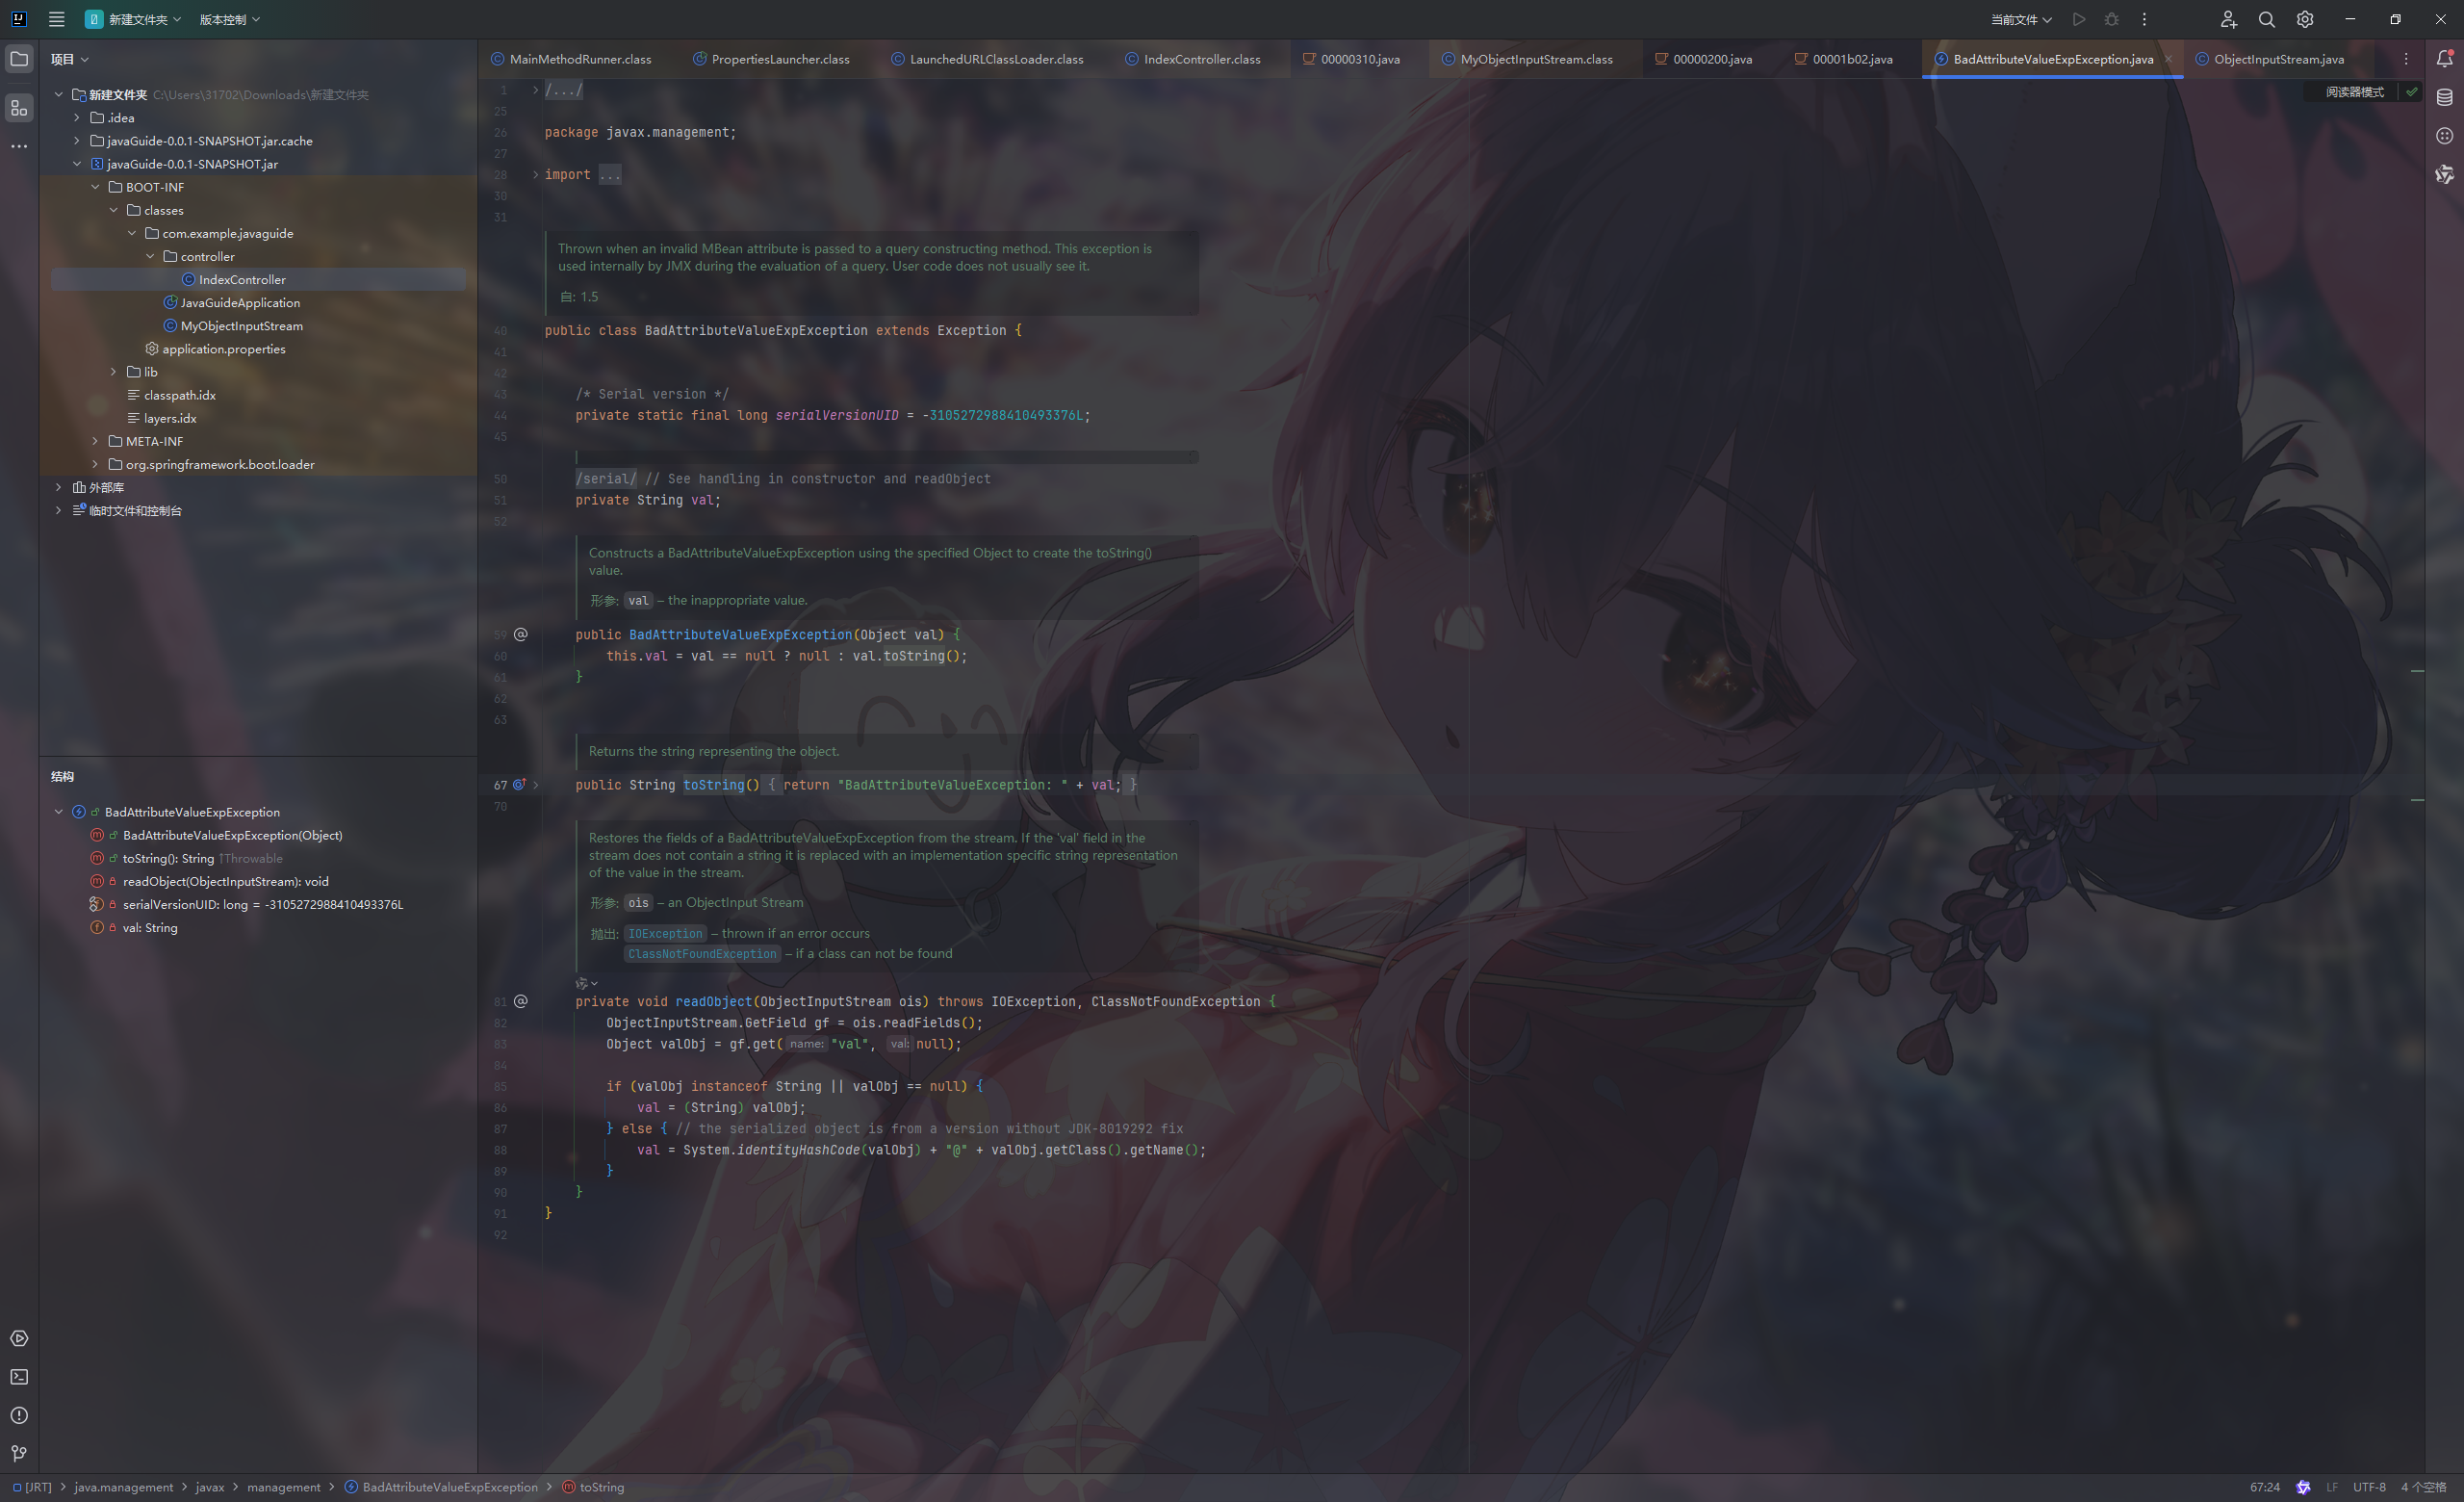 新建文件夹
版本控制
当前文件
项目
MainMethodRunner.class
PropertiesLauncher.class
LaunchedURLClassLoader.class
IndexController.class
00000310.java
MyObjectInputStream.class
00000200.java
00001b02.java
BadAttributeValueExpException.java
ObjectInputStream.java
新建文件夹 C:\Users\31702\Downloads\新建文件夹
.idea
javaGuide-0.0.1-SNAPSHOT.jar.cache
javaGuide-0.0.1-SNAPSHOT.jar
BOOT-INF
classes
com.example.javaguide
controller
IndexController
JavaGuideApplication
MyObjectInputStream
application.properties
lib
classpath.idx
layers.idx
META-INF
org.springframework.boot.loader
外部库
临时文件和控制台
结构
BadAttributeValueExpException
BadAttributeValueExpException(Object)
toString(): String ↑Throwable
readObject(ObjectInputStream): void
serialVersionUID: long = -3105272988410493376L
val: String
阅读器模式
1 /.../
25
26 package javax.management;
27
28 import ...
30
31
Thrown when an invalid MBean attribute is passed to a query constructing method. This exception is
used internally by JMX during the evaluation of a query. User code does not usually see it.
自: 1.5
40 public class BadAttributeValueExpException extends Exception {
41
42
43 /* Serial version */
44 private static final long serialVersionUID = -3105272988410493376L;
45
50 /serial/ // See handling in constructor and readObject
51 private String val;
52
Constructs a BadAttributeValueExpException using the specified Object to create the toString()
value.
形参: val – the inappropriate value.
59 public BadAttributeValueExpException(Object val) {
60 this.val = val == null ? null : val.toString();
61 }
62
63
Returns the string representing the object.
67 public String toString() { return "BadAttributeValueException: " + val; }
70
Restores the fields of a BadAttributeValueExpException from the stream. If the 'val' field in the
stream does not contain a string it is replaced with an implementation specific string representation
of the value in the stream.
形参: ois – an ObjectInput Stream
抛出: IOException – thrown if an error occurs
ClassNotFoundException – if a class can not be found
81 private void readObject(ObjectInputStream ois) throws IOException, ClassNotFoundException {
82 ObjectInputStream.GetField gf = ois.readFields();
83 Object valObj = gf.get( name: "val", val: null);
84
85 if (valObj instanceof String || valObj == null) {
86 val = (String) valObj;
87 } else { // the serialized object is from a version without JDK-8019292 fix
88 val = System.identityHashCode(valObj) + "@" + valObj.getClass().getName();
89 }
90 }
91 }
92
[JRT] > java.management > javax > management > BadAttributeValueExpException > toString
67:24 LF UTF-8 4 个空格